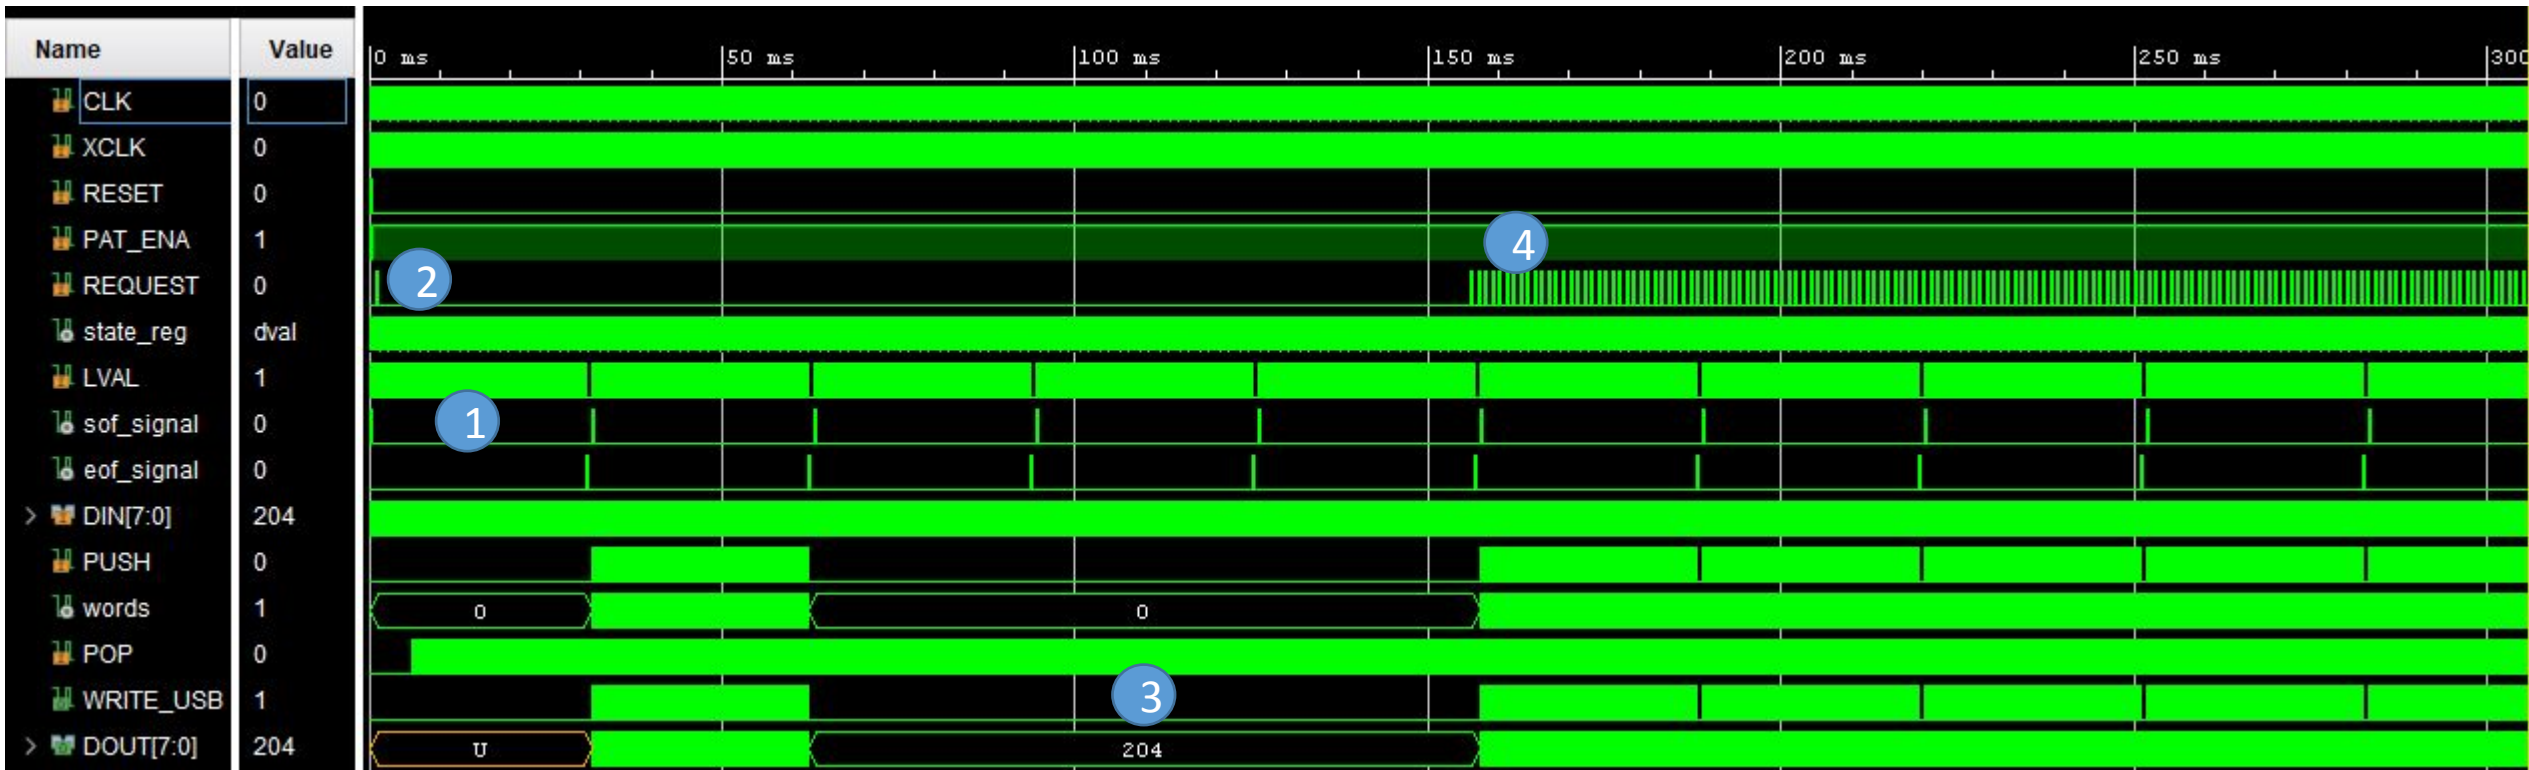 Name Value 0 ms 50 ms 100 ms 150 ms 200 ms 250 ms 300
CLK 0
XCLK 0
RESET 0
PAT_ENA 1 4
REQUEST 0 2
state_reg dval
LVAL 1
sof_signal 0 1
eof_signal 0
> DIN[7:0] 204
PUSH 0
words 1 0 0
POP 0
WRITE_USB 1 3
> DOUT[7:0] 204 U 204